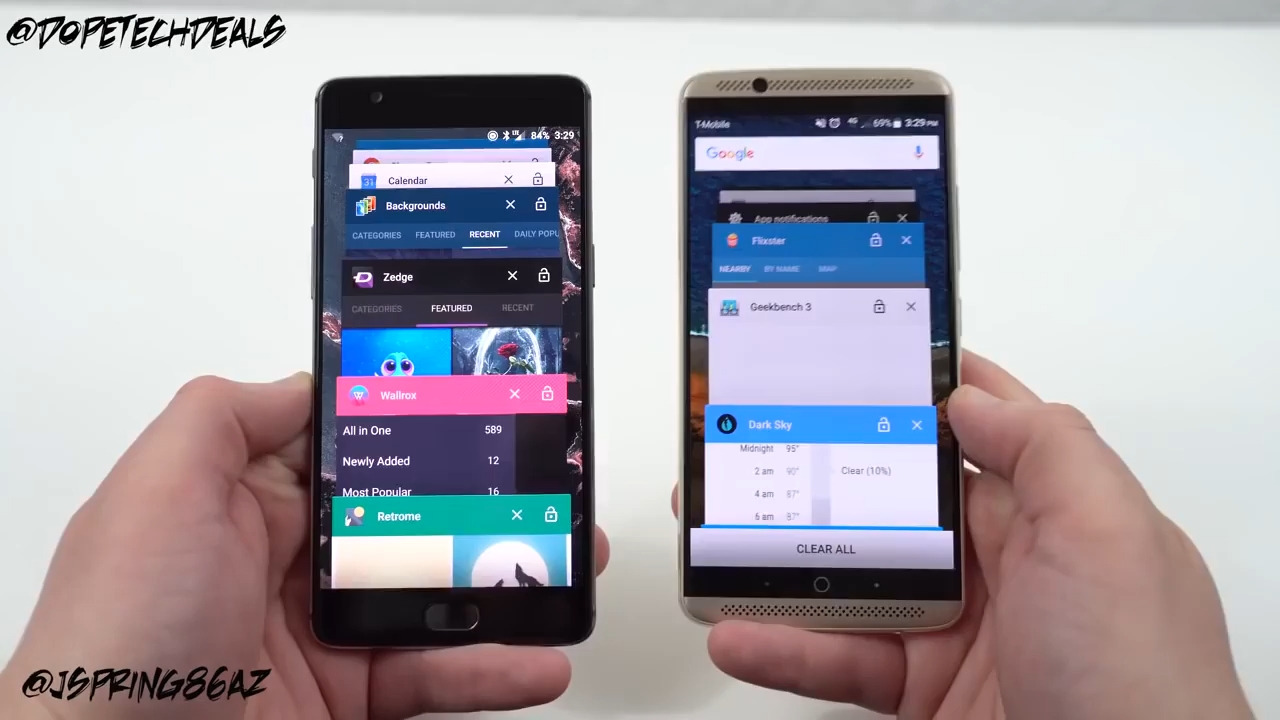 @DOPETECHDEALS
84% 3:29
Calendar
31
Backgrounds
CATEGORIES FEATURED RECENT DAILY POPU
Zedge
CATEGORIES FEATURED RECENT
Wallrox
All in One 589
Newly Added 12
Most Popular 16
Retrome
T-Mobile 4G 69% 3:29 PM
Google
App notifications
Flixster
NEARBY BY NAME MAP
Geekbench 3
Dark Sky
Midnight 95°
2 am 90° Clear (10%)
4 am 87°
6 am 87°
CLEAR ALL
@JSPRING86AZ